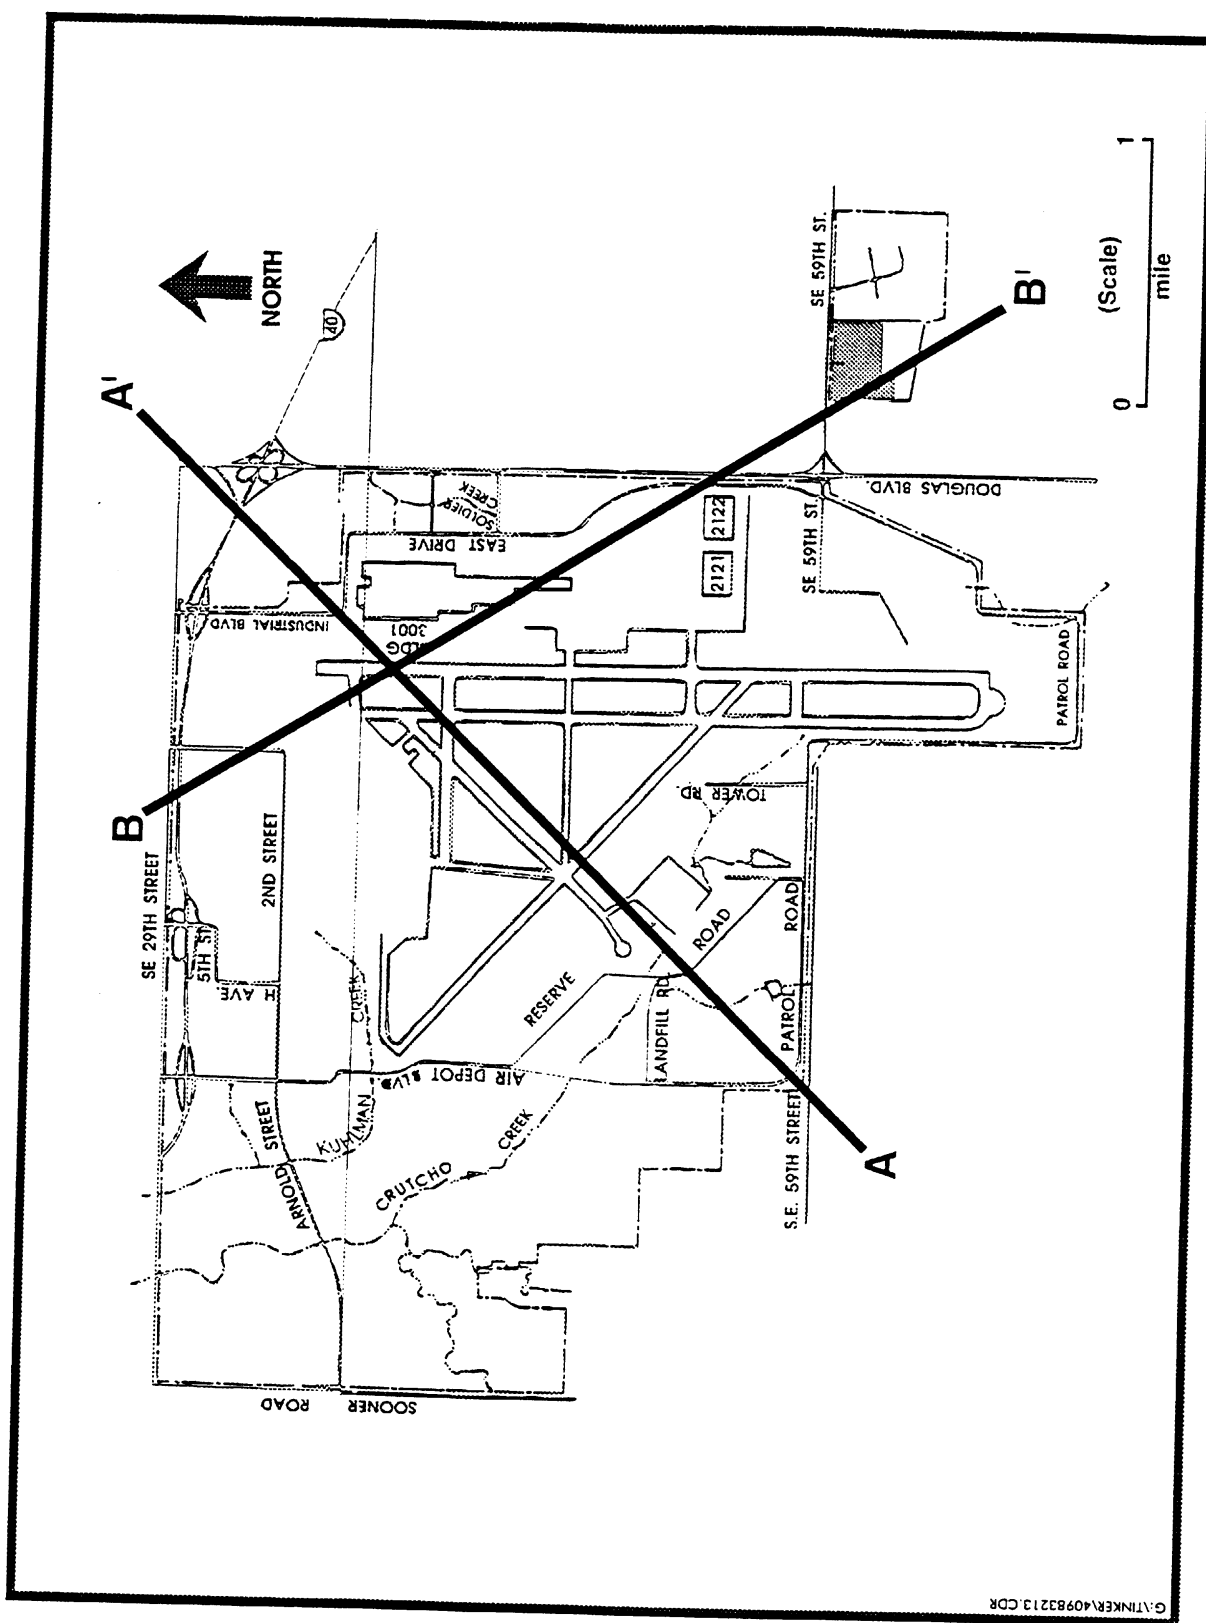 A'
40
NORTH
B
SE 29TH STREET
5TH ST
H AVE
2ND STREET
INDUSTRIAL BLVD
BLDG
3001
EAST DRIVE
SOLDIER
CREEK
2121
2122
SE 59TH ST.
SE 59TH ST.
DOUGLAS BLVD.
B'
PATROL ROAD
TOWER RD.
RESERVE
ROAD
LANDFILL RD
PATROL
ROAD
AIR DEPOT
BLVD
KUHLMAN
CREEK
CRUTCHO
CREEK
ARNOLD
STREET
SOONER
ROAD
S.E. 59TH STREET
A
0
1
(Scale)
mile
G:\TINKER\40983213.CDR